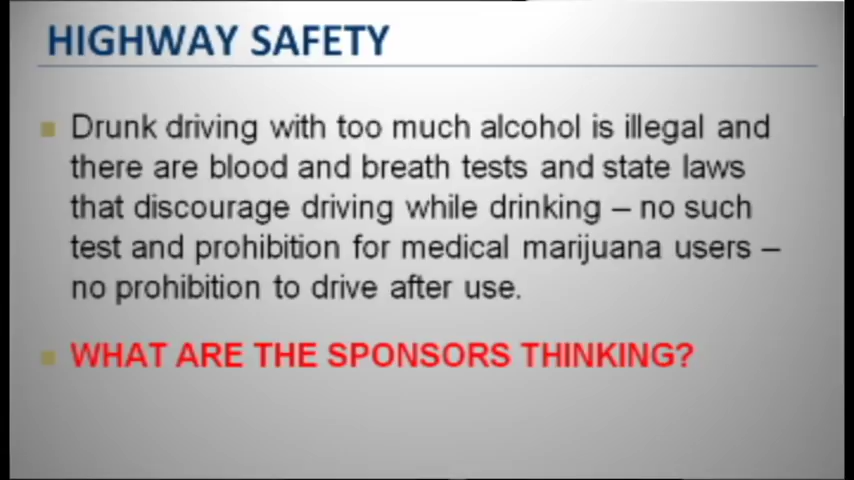 HIGHWAY SAFETY
Drunk driving with too much alcohol is illegal and
there are blood and breath tests and state laws
that discourage driving while drinking – no such
test and prohibition for medical marijuana users –
no prohibition to drive after use.
WHAT ARE THE SPONSORS THINKING?